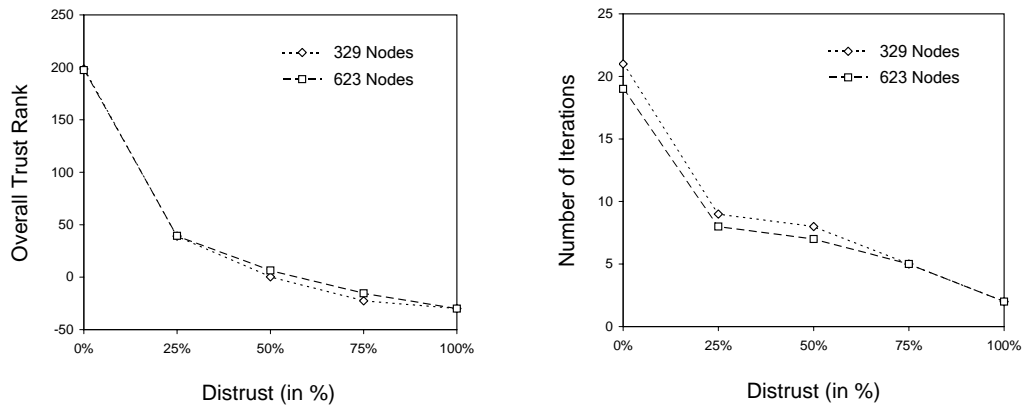 250
200
150
100
50
0
-50
Overall Trust Rank
329 Nodes
623 Nodes
0% 25% 50% 75% 100%
Distrust (in %)
25
20
15
10
5
0
Number of Iterations
329 Nodes
623 Nodes
0% 25% 50% 75% 100%
Distrust (in %)